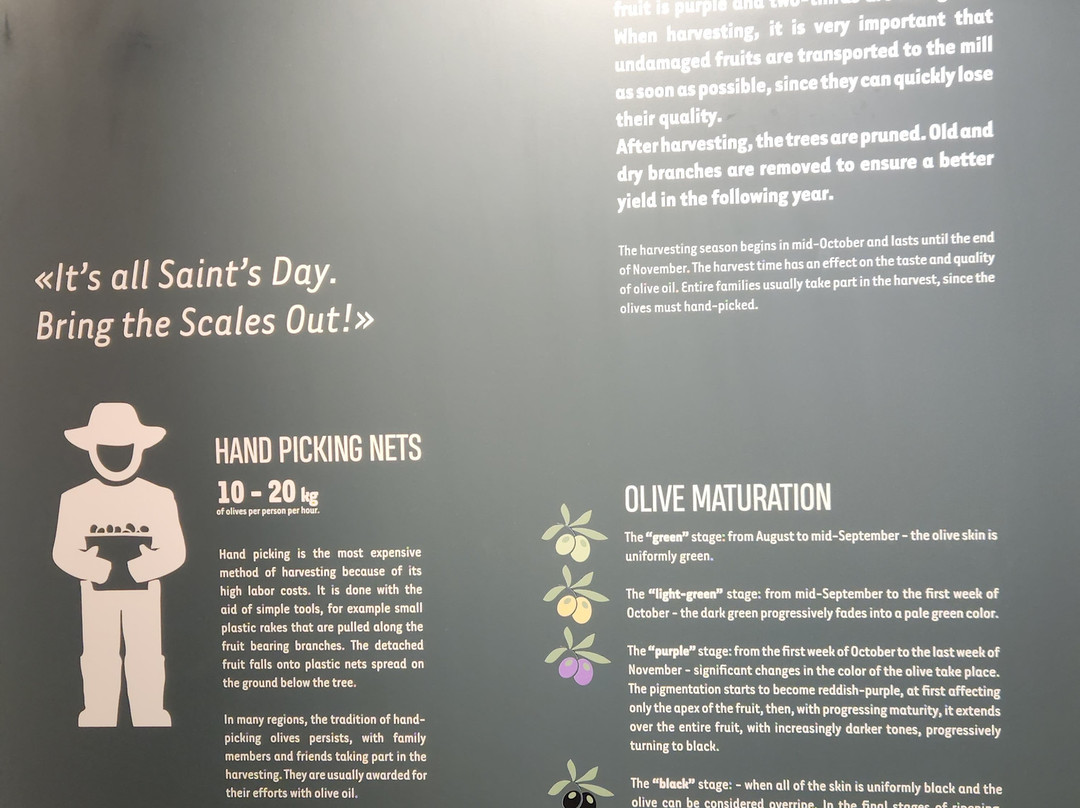 fruit is purple and
When harvesting, it is very important that
undamaged fruits are transported to the mill
as soon as possible, since they can quickly lose
their quality.
After harvesting, the trees are pruned. Old and
dry branches are removed to ensure a better
yield in the following year.
The harvesting season begins in mid-October and lasts until the end
of November. The harvest time has an effect on the taste and quality
of olive oil. Entire families usually take part in the harvest, since the
olives must hand-picked.
«It's all Saint's Day.
Bring the Scales Out!»
HAND PICKING NETS
10 - 20 kg
of olives per person per hour.
Hand picking is the most expensive
method of harvesting because of its
high labor costs. It is done with the
aid of simple tools, for example small
plastic rakes that are pulled along the
fruit bearing branches. The detached
fruit falls onto plastic nets spread on
the ground below the tree.
In many regions, the tradition of hand-
picking olives persists, with family
members and friends taking part in the
harvesting. They are usually awarded for
their efforts with olive oil.
OLIVE MATURATION
The "green" stage: from August to mid-September - the olive skin is
uniformly green.
The "light-green" stage: from mid-September to the first week of
October - the dark green progressively fades into a pale green color.
The "purple" stage: from the first week of October to the last week of
November - significant changes in the color of the olive take place.
The pigmentation starts to become reddish-purple, at first affecting
only the apex of the fruit, then, with progressing maturity, it extends
over the entire fruit, with increasingly darker tones, progressively
turning to black.
The "black" stage: - when all of the skin is uniformly black and the
olive can be considered overripe. In the final stages of ripening